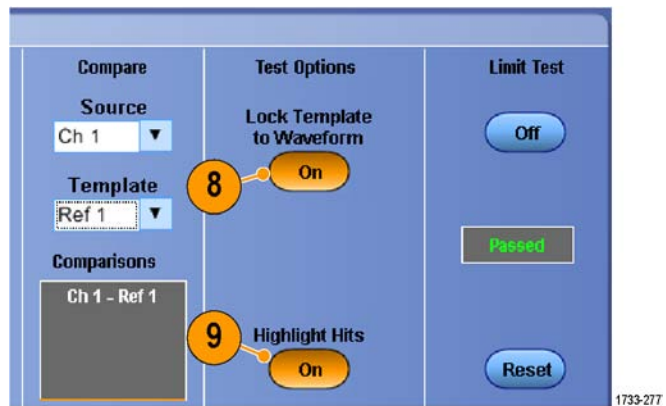 Compare
Source
Ch 1
Template
Ref 1
Comparisons
Ch 1 - Ref 1
Test Options
Lock Template
to Waveform
8
On
9
Highlight Hits
On
Limit Test
Off
Passed
Reset
1733-277